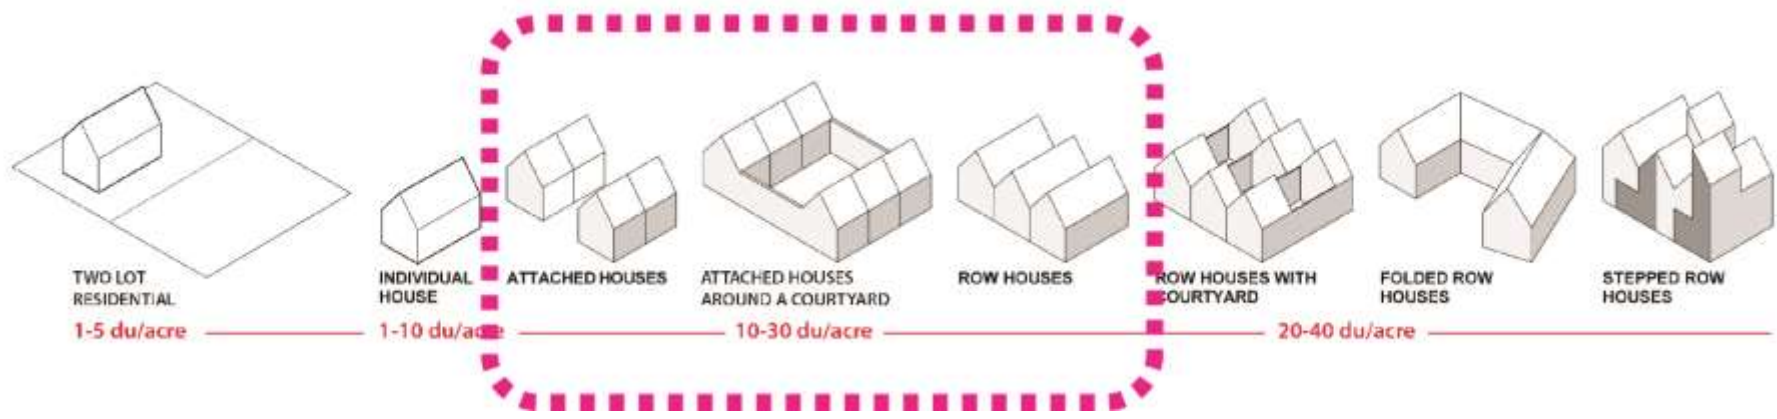 TWO LOT
RESIDENTIAL
1-5 du/acre
INDIVIDUAL
HOUSE
1-10 du/acre
ATTACHED HOUSES
ATTACHED HOUSES
AROUND A COURTYARD
10-30 du/acre
ROW HOUSES
ROW HOUSES WITH
COURTYARD
20-40 du/acre
FOLDED ROW
HOUSES
STEPPED ROW
HOUSES